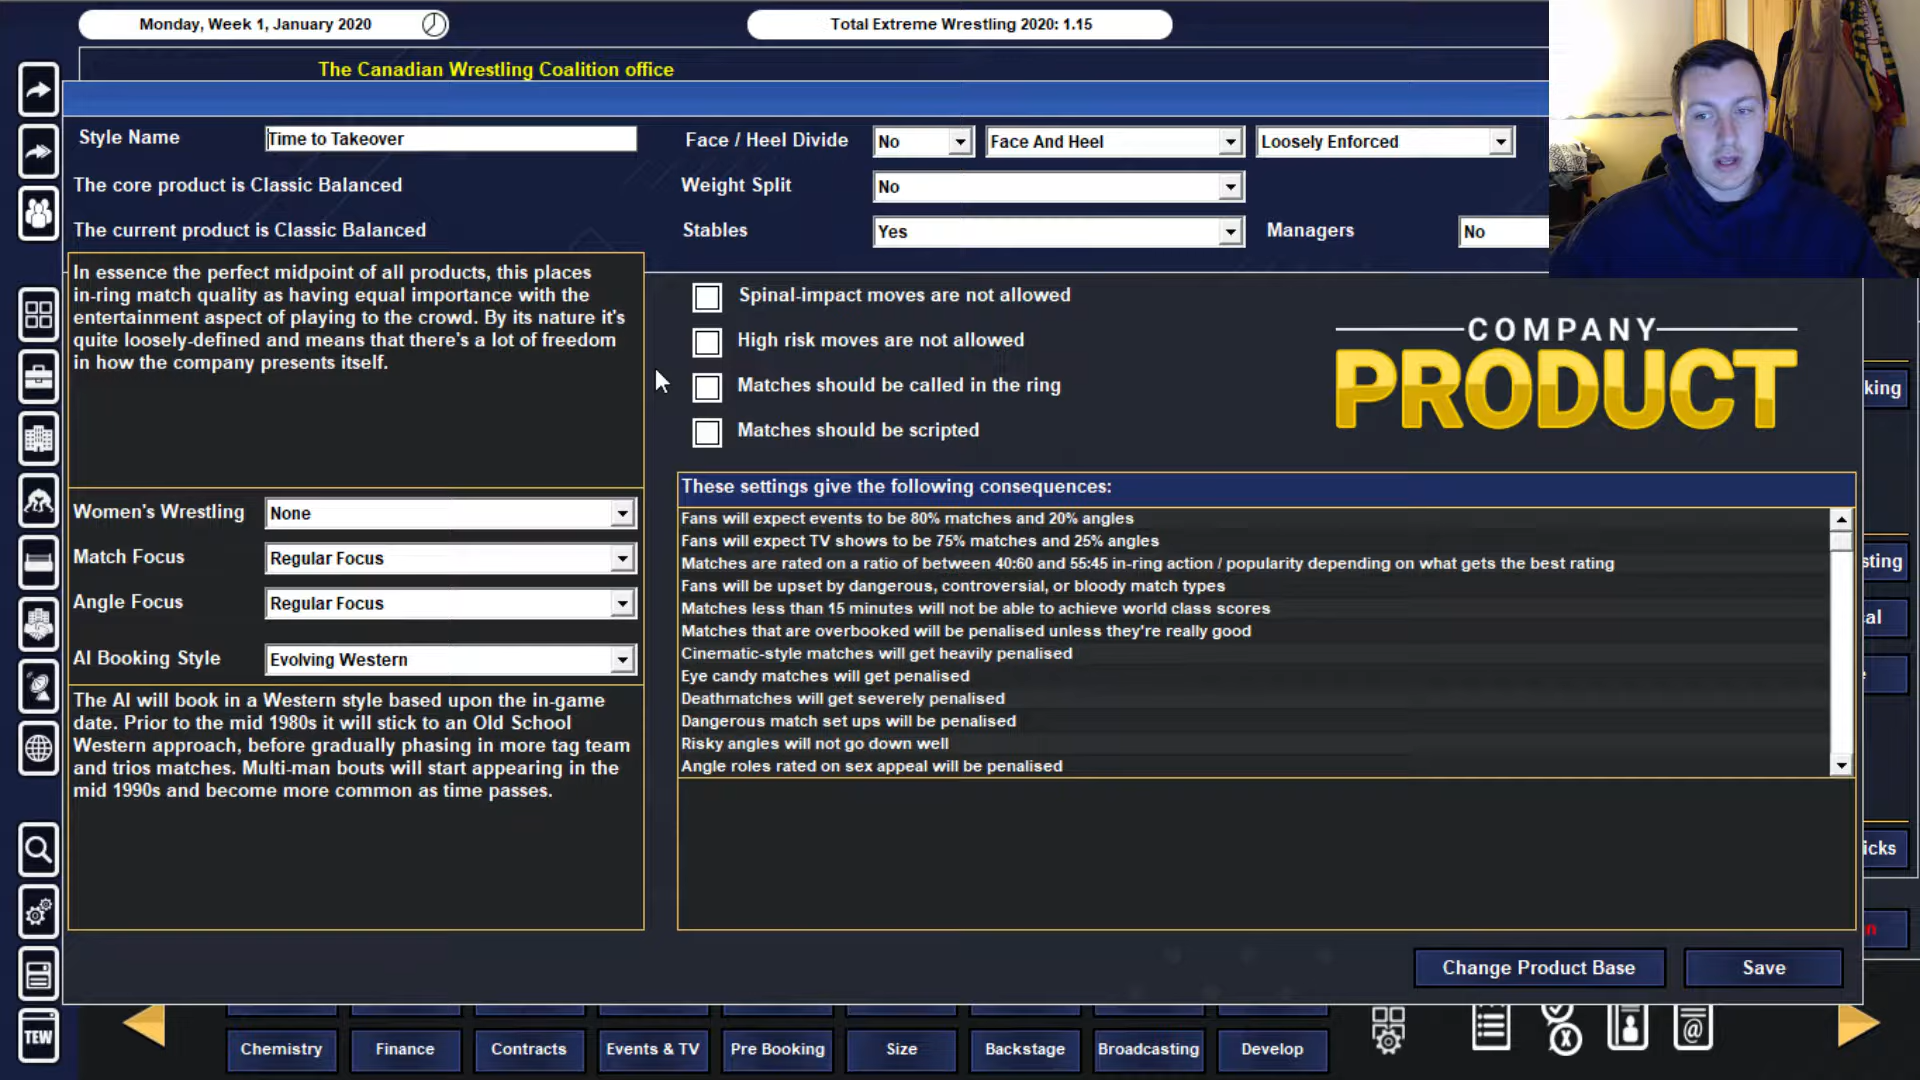 Monday, Week 1, January 2020
Total Extreme Wrestling 2020: 1.15
The Canadian Wrestling Coalition office
Style Name
Time to Takeover
Face / Heel Divide
No
Face And Heel
Loosely Enforced
The core product is Classic Balanced
Weight Split
No
The current product is Classic Balanced
Stables
Yes
Managers
No
In essence the perfect midpoint of all products, this places
in-ring match quality as having equal importance with the
entertainment aspect of playing to the crowd. By its nature it's
quite loosely-defined and means that there's a lot of freedom
in how the company presents itself.
Spinal-impact moves are not allowed
High risk moves are not allowed
Matches should be called in the ring
Matches should be scripted
COMPANY
PRODUCT
king
Women's Wrestling
None
Match Focus
Regular Focus
Angle Focus
Regular Focus
AI Booking Style
Evolving Western
The AI will book in a Western style based upon the in-game
date. Prior to the mid 1980s it will stick to an Old School
Western approach, before gradually phasing in more tag team
and trios matches. Multi-man bouts will start appearing in the
mid 1990s and become more common as time passes.
These settings give the following consequences:
Fans will expect events to be 80% matches and 20% angles
Fans will expect TV shows to be 75% matches and 25% angles
Matches are rated on a ratio of between 40:60 and 55:45 in-ring action / popularity depending on what gets the best rating
Fans will be upset by dangerous, controversial, or bloody match types
Matches less than 15 minutes will not be able to achieve world class scores
Matches that are overbooked will be penalised unless they're really good
Cinematic-style matches will get heavily penalised
Eye candy matches will get penalised
Deathmatches will get severely penalised
Dangerous match set ups will be penalised
Risky angles will not go down well
Angle roles rated on sex appeal will be penalised
sting
al
e
icks
n
Change Product Base
Save
TEW
Chemistry
Finance
Contracts
Events & TV
Pre Booking
Size
Backstage
Broadcasting
Develop